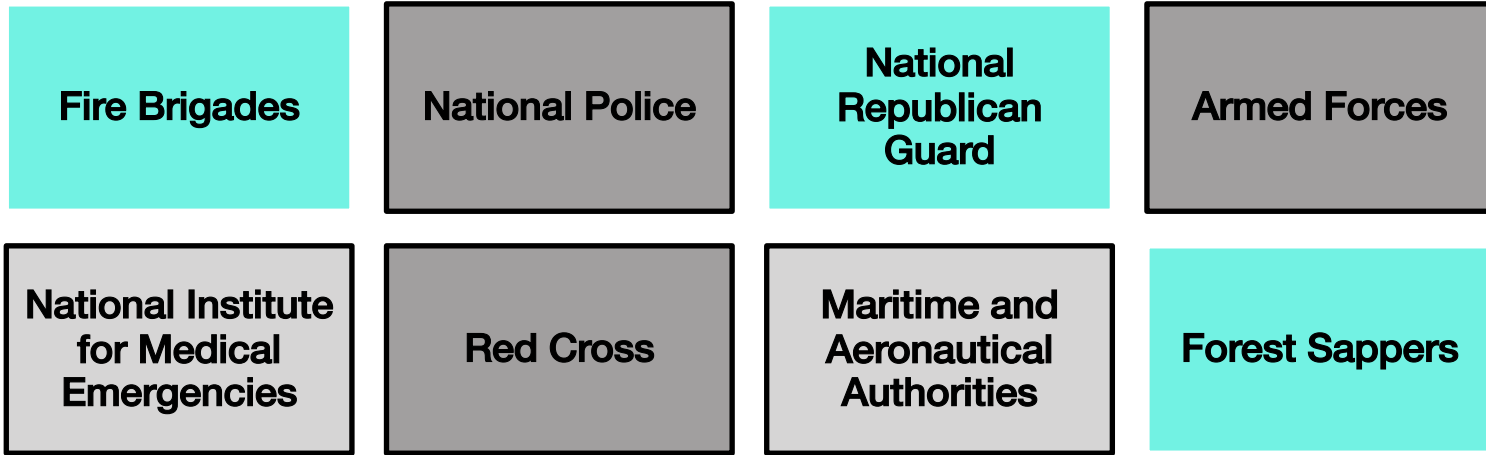 Fire Brigades
National Police
National
Republican
Guard
Armed Forces
National Institute
for Medical
Emergencies
Red Cross
Maritime and
Aeronautical
Authorities
Forest Sappers